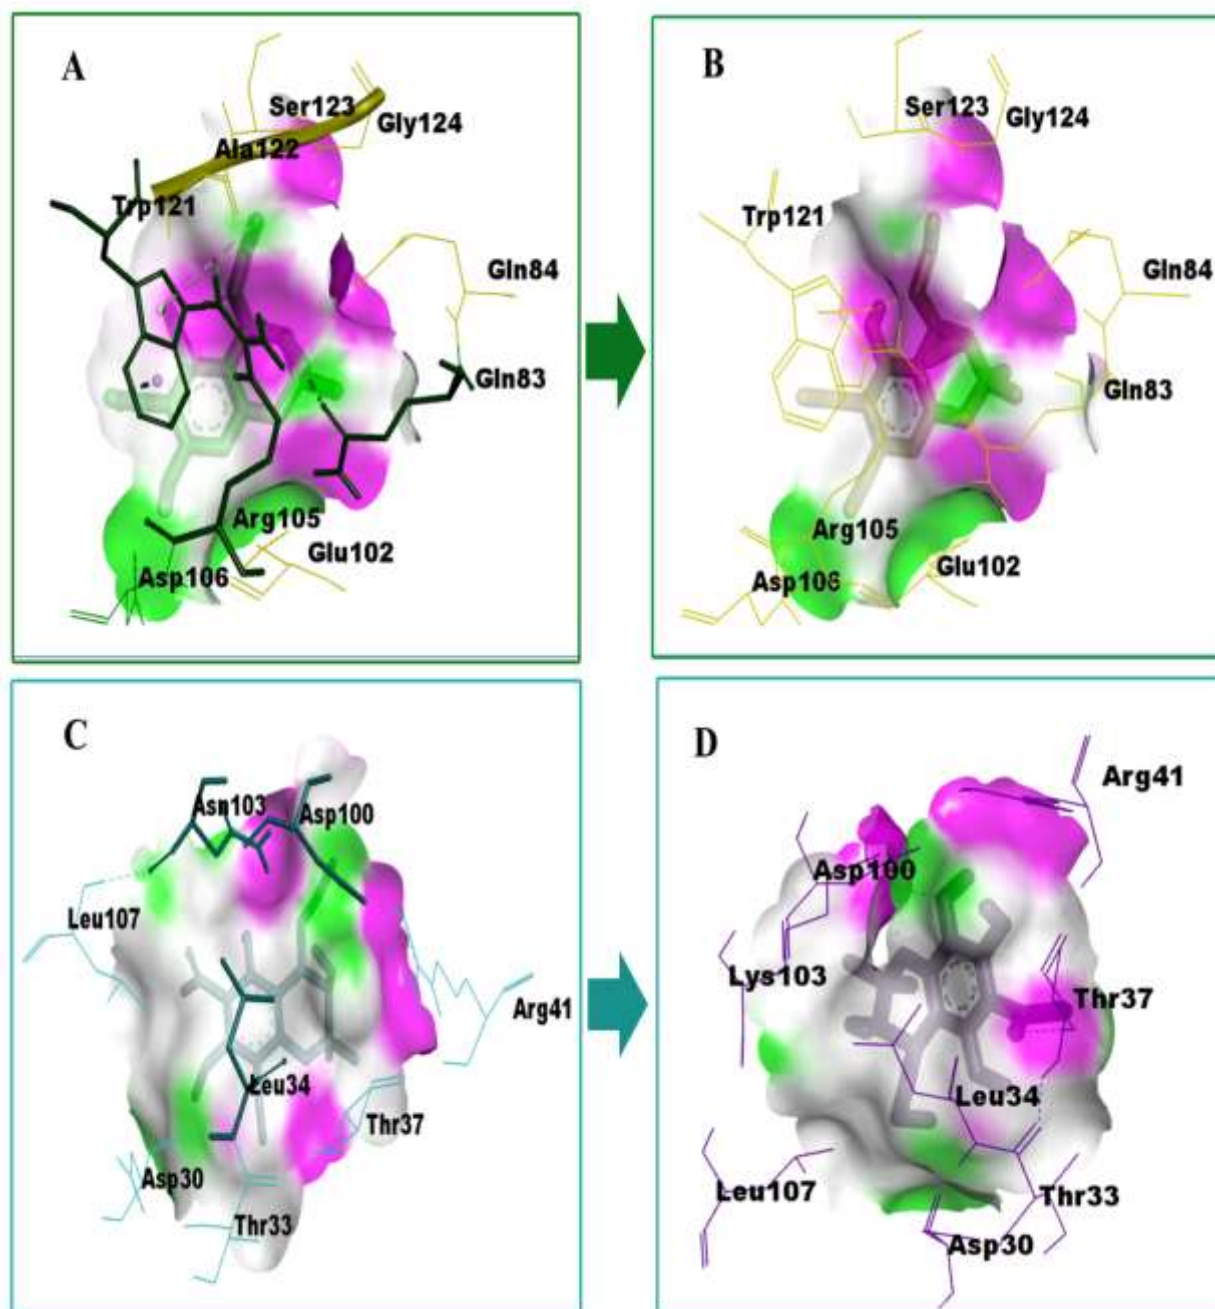 A
Ser123
Gly124
Ala122
Trp121
Gln84
Gln83
Arg105
Glu102
Asp106
B
Ser123
Gly124
Trp121
Gln84
Gln83
Arg105
Glu102
Asp106
C
Asn103
Asp100
Leu107
Arg41
Leu34
Thr37
Asp30
Thr33
D
Arg41
Asp100
Lys103
Thr37
Leu34
Leu107
Thr33
Asp30